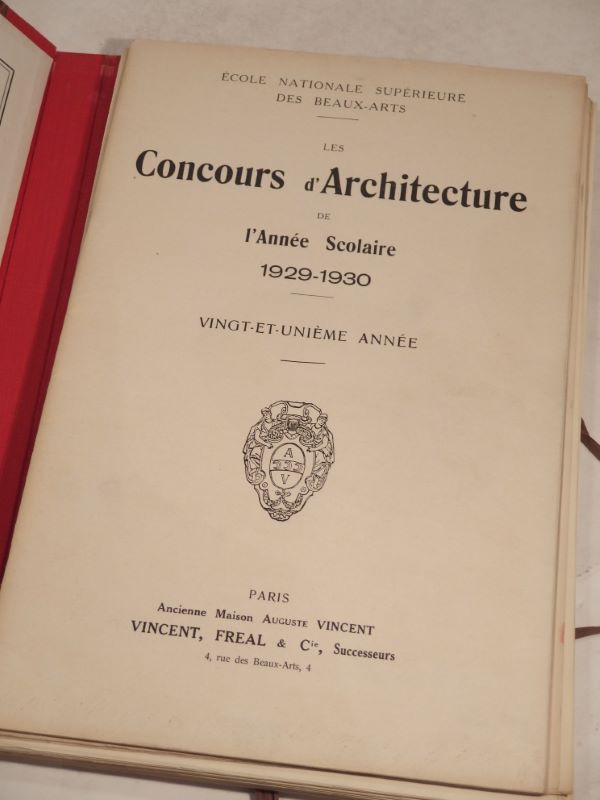 ÉCOLE NATIONALE SUPÉRIEURE
DES BEAUX-ARTS
LES
Concours d'Architecture
DE
l'Année Scolaire
1929-1930
VINGT-ET-UNIÈME ANNÉE
A
V
PARIS
Ancienne Maison AUGUSTE VINCENT
VINCENT, FREAL & Cie, Successeurs
4, rue des Beaux-Arts, 4